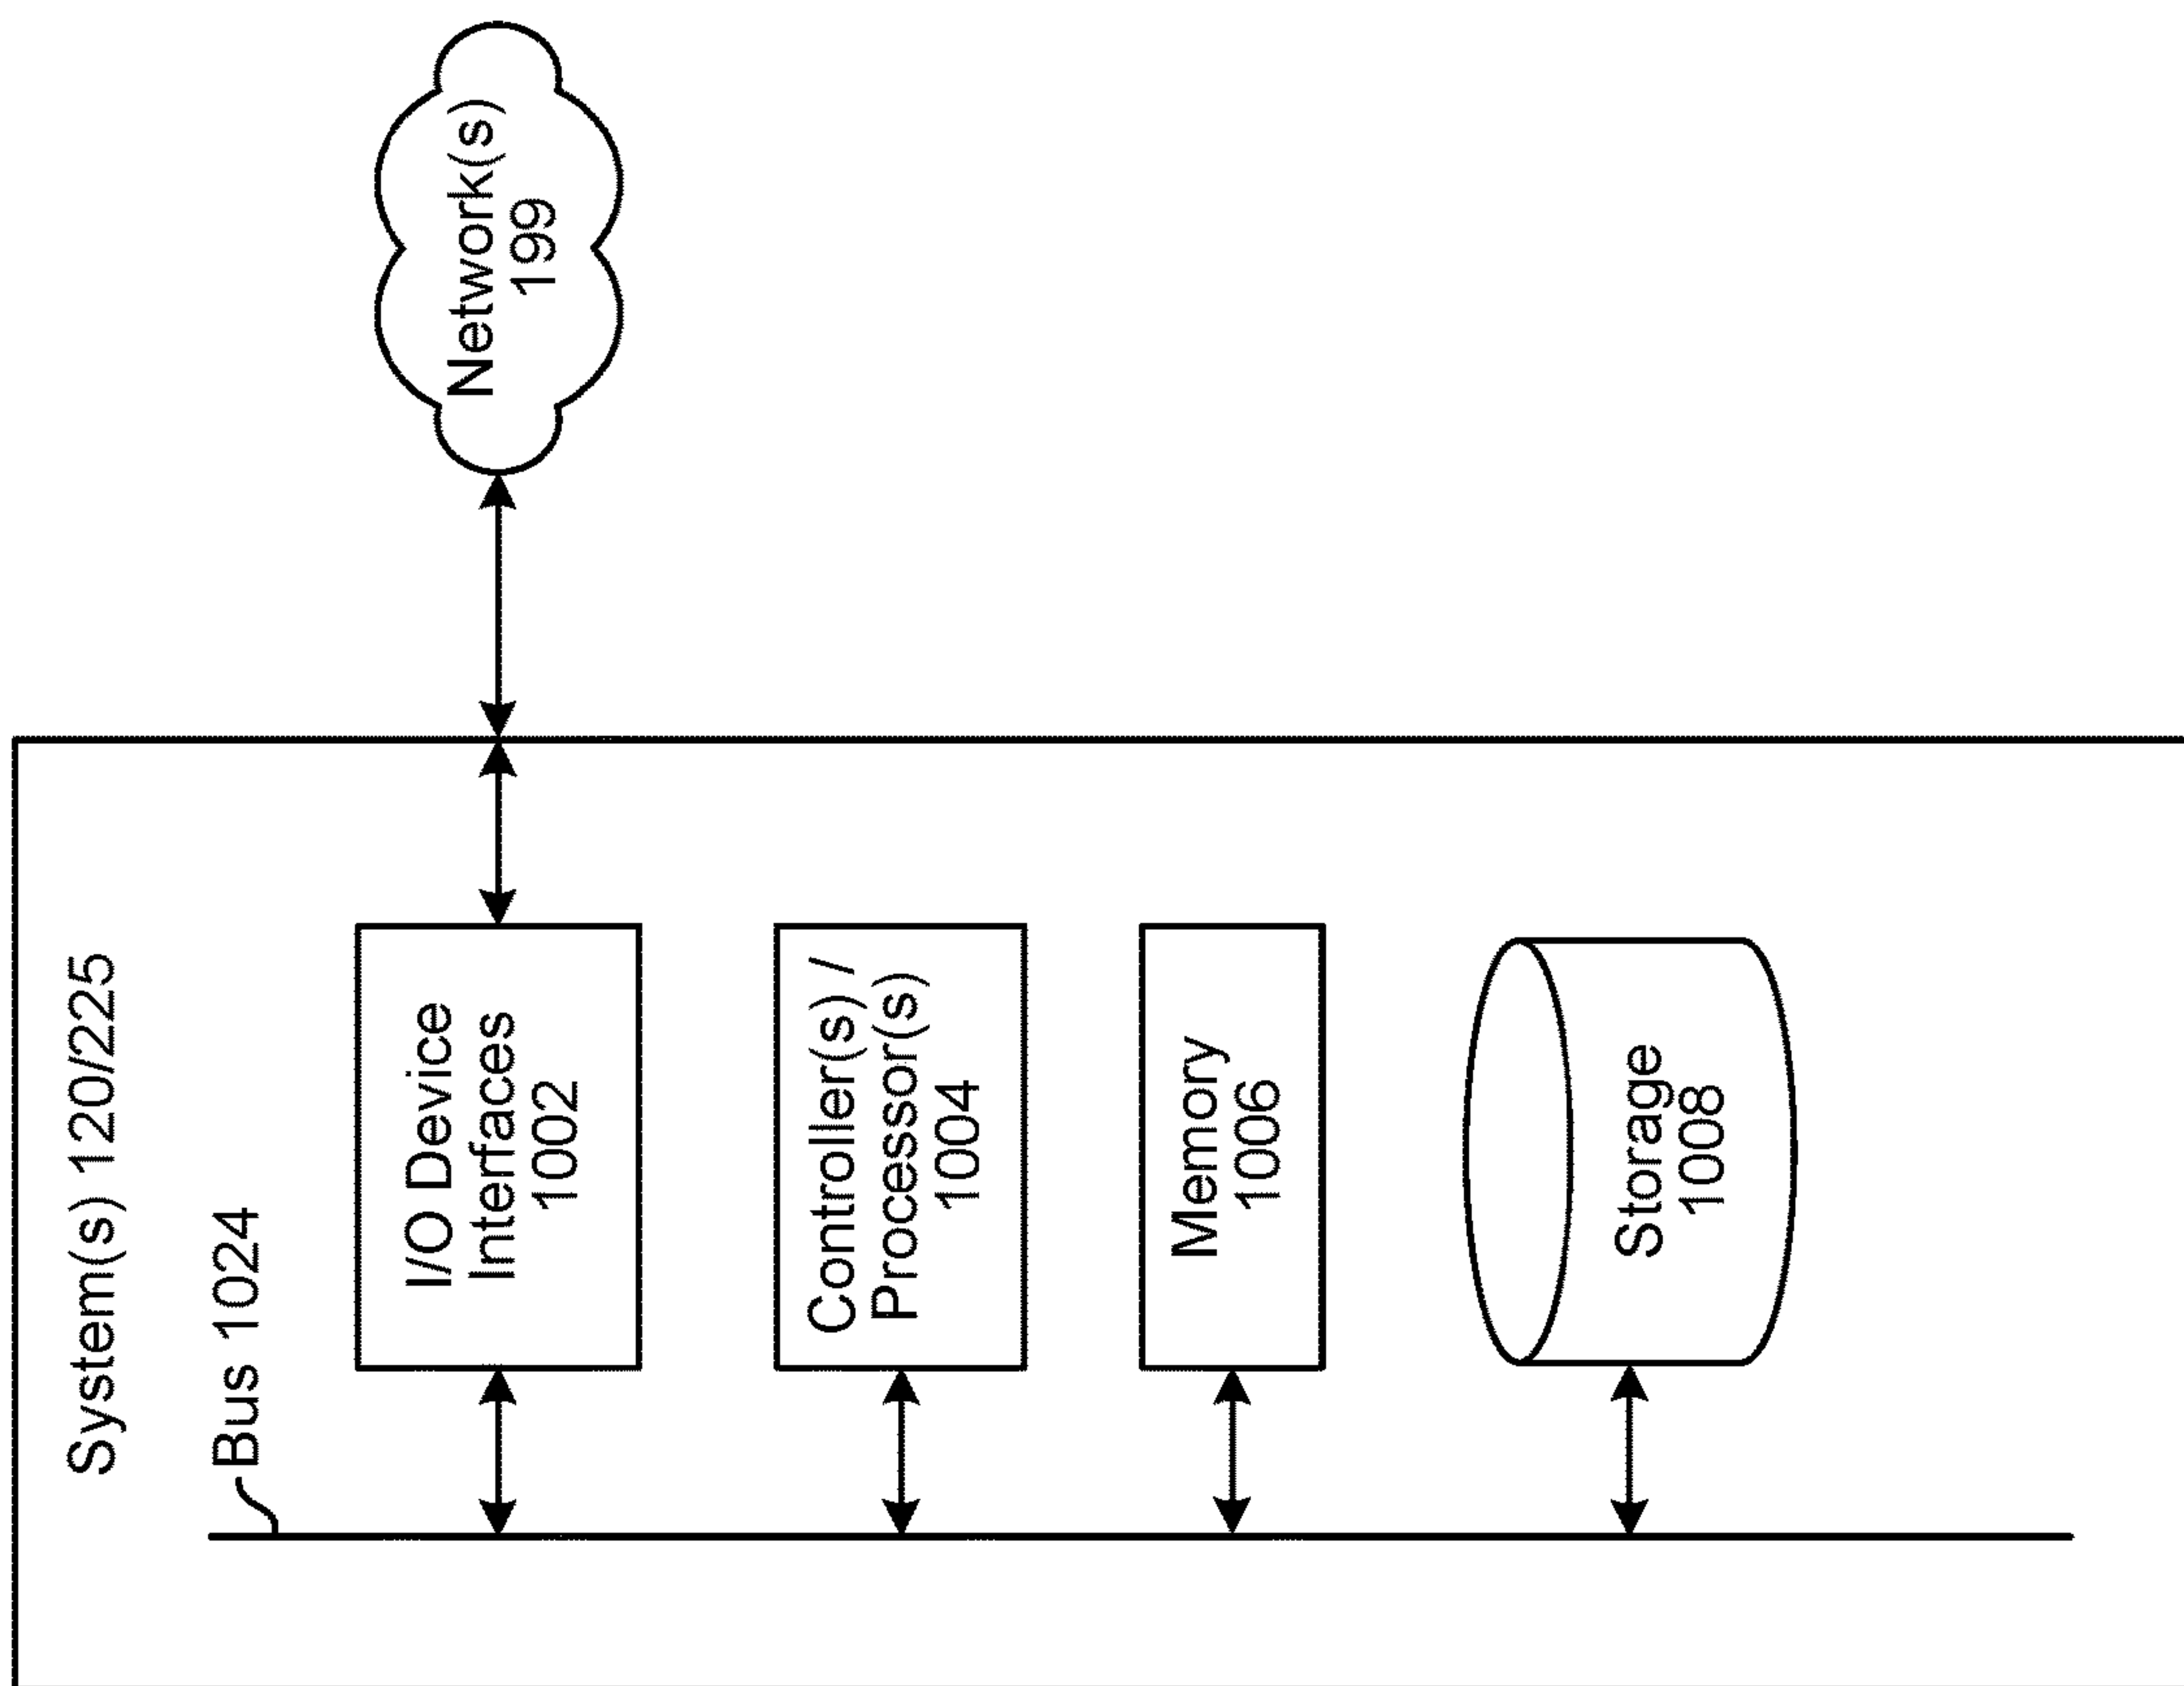 System(s) 120/225
Bus 1024
I/O Device
Interfaces
1002
Network(s)
199
Controller(s) /
Processor(s)
1004
Memory
1006
Storage
1008